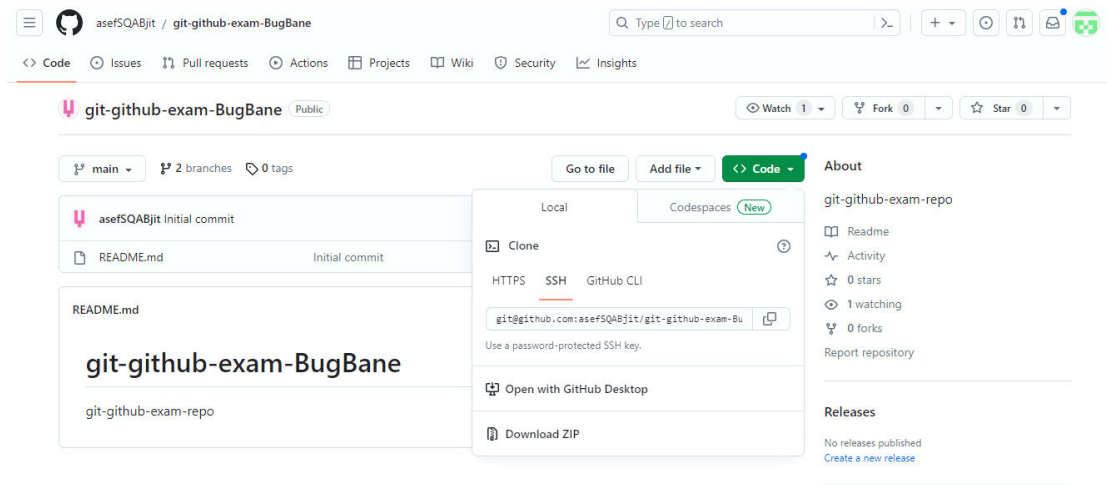 asefSQABjit / git-github-exam-BugBane
Type / to search
Code Issues Pull requests Actions Projects Wiki Security Insights
git-github-exam-BugBane Public
Watch 1 Fork 0 Star 0
main 2 branches 0 tags
Go to file Add file Code
About
asefSQABjit Initial commit
Local Codespaces New
git-github-exam-repo
README.md Initial commit
Clone
Readme
Activity
HTTPS SSH GitHub CLI
0 stars
git@github.com:asefSQABjit/git-github-exam-Bu
1 watching
Use a password-protected SSH key.
0 forks
Report repository
README.md
git-github-exam-BugBane
git-github-exam-repo
Open with GitHub Desktop
Download ZIP
Releases
No releases published
Create a new release